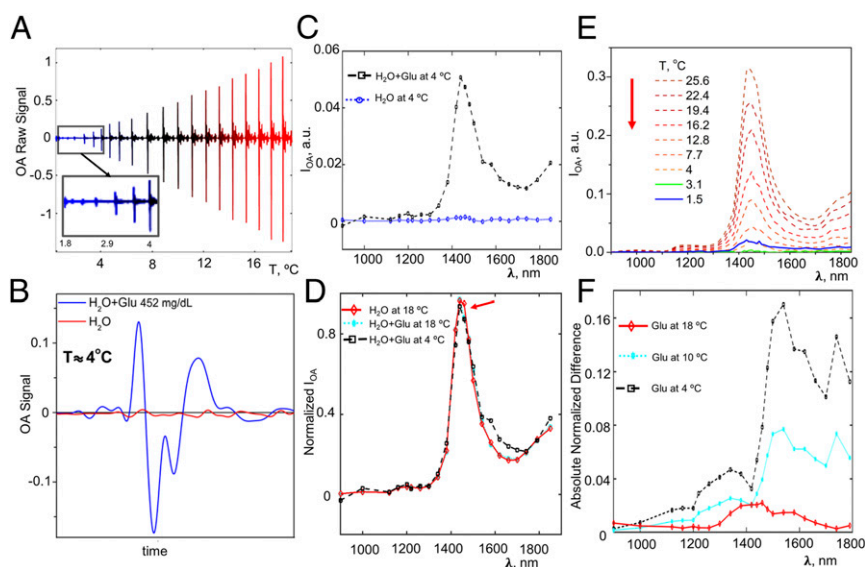 A
OA Raw Signal
1
0.5
0
-0.5
-1
1.8
2.9
4
4
8
12
16
T, ºC
B
H₂O+Glu 452 mg/dL
H₂O
T≈4°C
OA Signal
0.1
0
-0.1
time
C
I_OA, a.u.
0.06
0.04
0.02
0
H₂O+Glu at 4 ºC
H₂O at 4 ºC
1000
1200
1400
1600
1800
λ, nm
D
Normalized I_OA
0.8
0.4
0
H₂O at 18 ºC
H₂O+Glu at 18 ºC
H₂O+Glu at 4 ºC
1000
1200
1400
1600
1800
λ, nm
E
I_OA, a.u.
0.3
0.2
0.1
0.0
T, ºC
25.6
22.4
19.4
16.2
12.8
7.7
4
3.1
1.5
1000
1200
1400
1600
1800
λ, nm
F
Absolute Normalized Difference
0.16
0.12
0.08
0.04
0
Glu at 18 ºC
Glu at 10 ºC
Glu at 4 ºC
1000
1200
1400
1600
1800
λ, nm